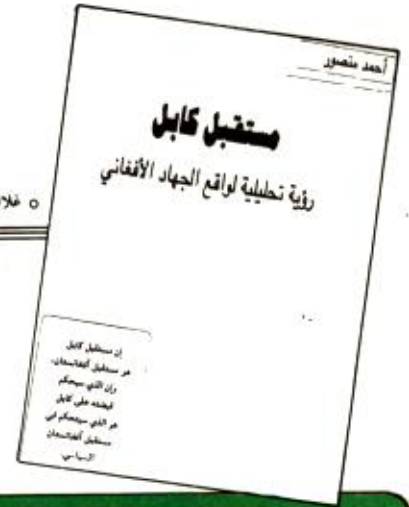 أحمد منصور
مستقبل كابل
رؤية تحليلية لواقع الجهاد الأفغاني
إن مستقبل كابل
هو مستقبل أفغانستان،
وإن الذي سيحكم
قبضته على كابل
هو الذي سيتحكم في
مستقبل أفغانستان
السياسي.